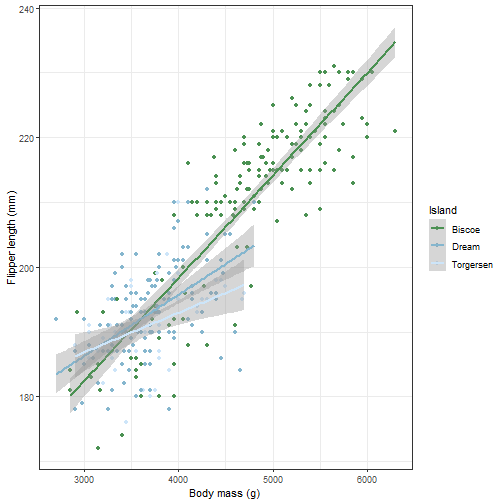 240
220
200
180
Flipper length (mm)
3000 4000 5000 6000
Body mass (g)
Island
Biscoe
Dream
Torgersen